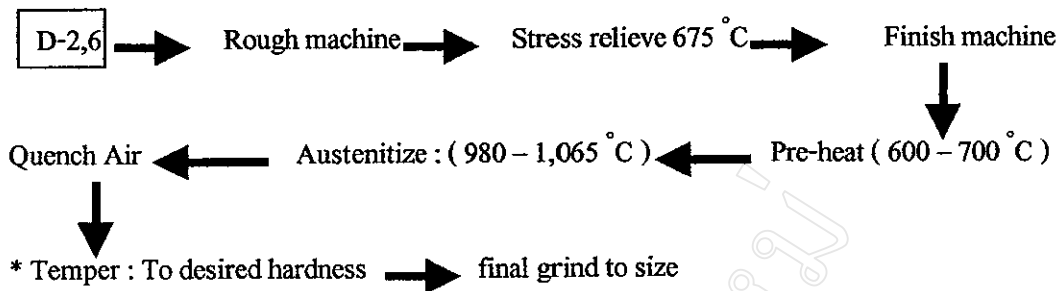 D-2,6 Rough machine Stress relieve 675 °C Finish machine
Pre-heat ( 600 – 700 °C )
Austenitize : ( 980 – 1,065 °C )
Quench Air
* Temper : To desired hardness final grind to size